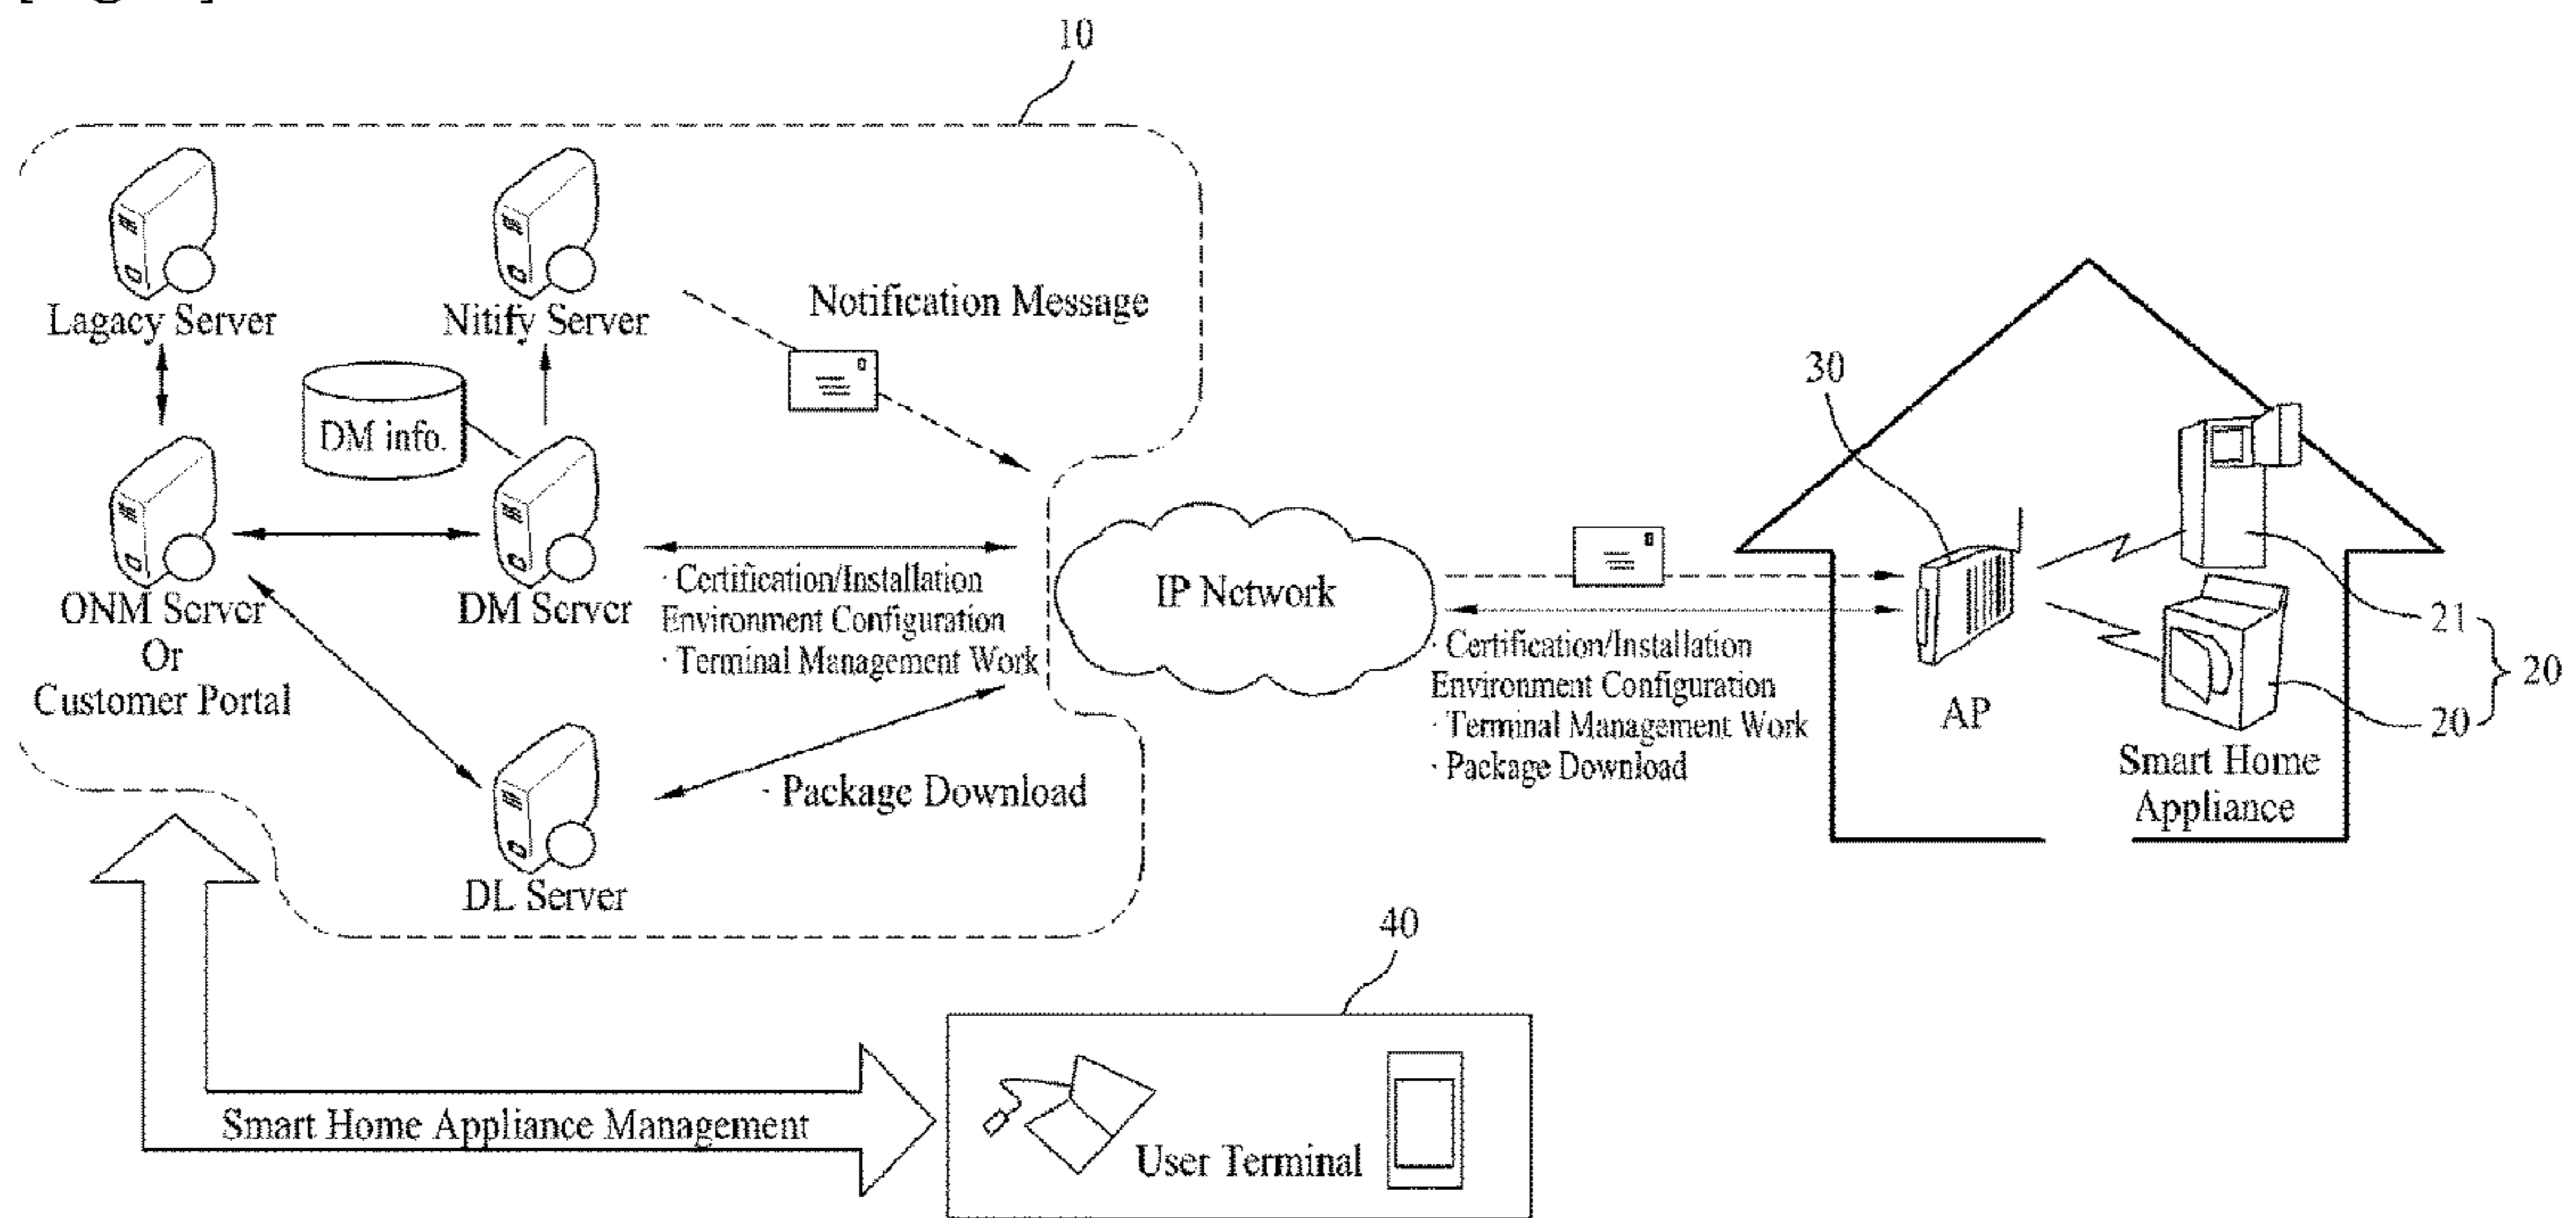 10
Lagacy Server
Nitify Server
Notification Message
DM info.
ONM Server
Or
Customer Portal
DM Server
· Certification/Installation
Environment Configuration
· Terminal Management Work
IP Network
· Package Download
DL Server
30
· Certification/Installation
Environment Configuration
· Terminal Management Work
· Package Download
AP
21
20
20
Smart Home
Appliance
40
Smart Home Appliance Management
User Terminal